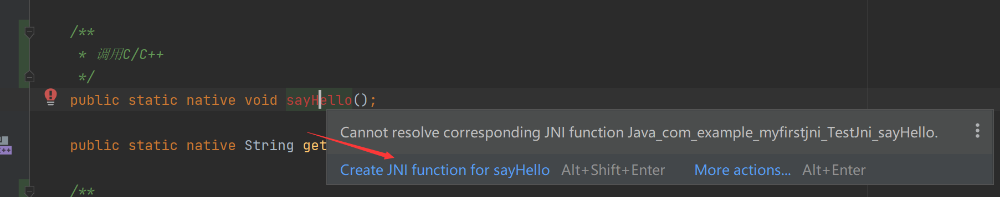 /**
* 调用C/C++
*/
public static native void sayHello();
Cannot resolve corresponding JNI function Java_com_example_myfirstjni_TestJni_sayHello.
public static native String get
C++
Create JNI function for sayHello Alt+Shift+Enter More actions... Alt+Enter
/**